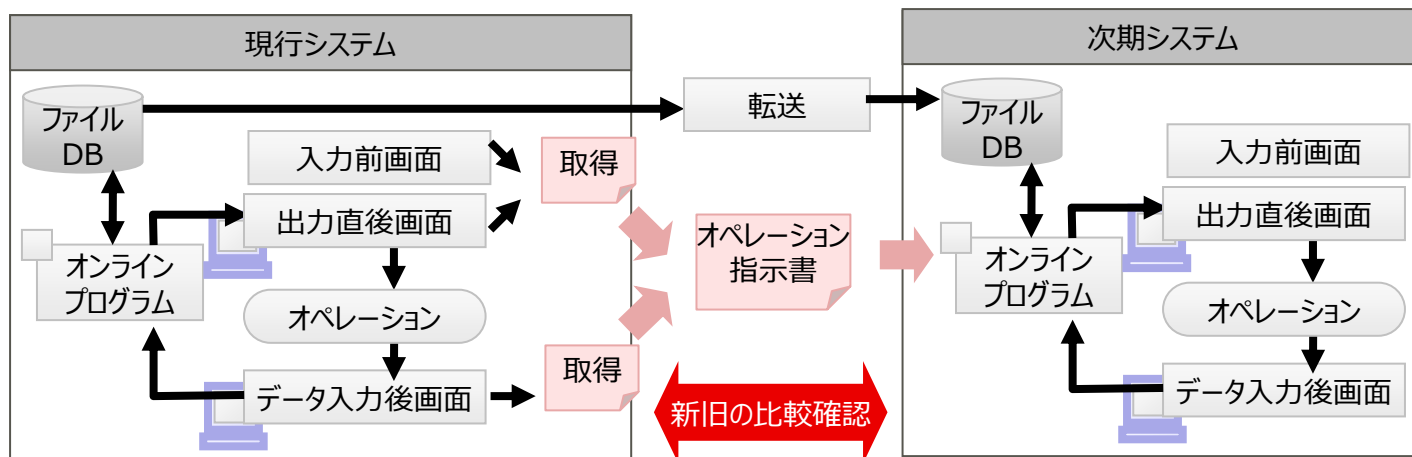 現行システム
ファイル
DB
入力前画面
取得
出力直後画面
オンライン
プログラム
オペレーション
データ入力後画面
取得
転送
オペレーション
指示書
新旧の比較確認
次期システム
ファイル
DB
入力前画面
出力直後画面
オンライン
プログラム
オペレーション
データ入力後画面